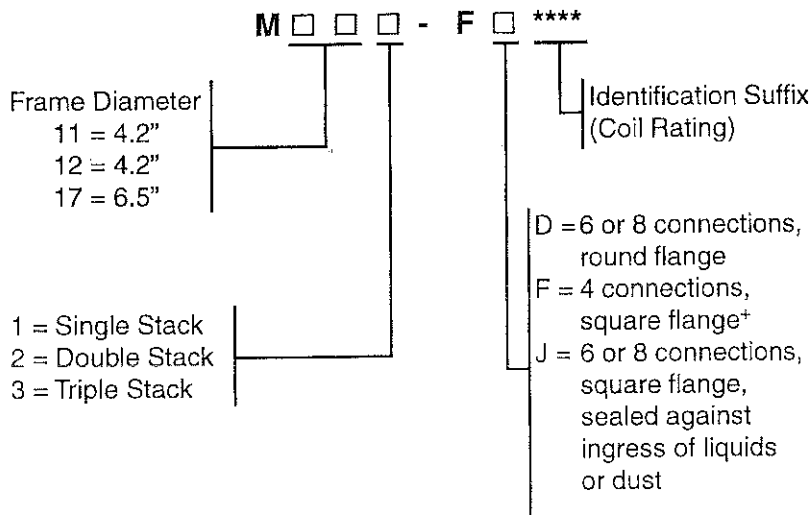 M □ □ □ - F □ ****
Frame Diameter
11 = 4.2"
12 = 4.2"
17 = 6.5"
1 = Single Stack
2 = Double Stack
3 = Triple Stack
Identification Suffix
(Coil Rating)
D = 6 or 8 connections,
round flange
F = 4 connections,
square flange+
J = 6 or 8 connections,
square flange,
sealed against
ingress of liquids
or dust